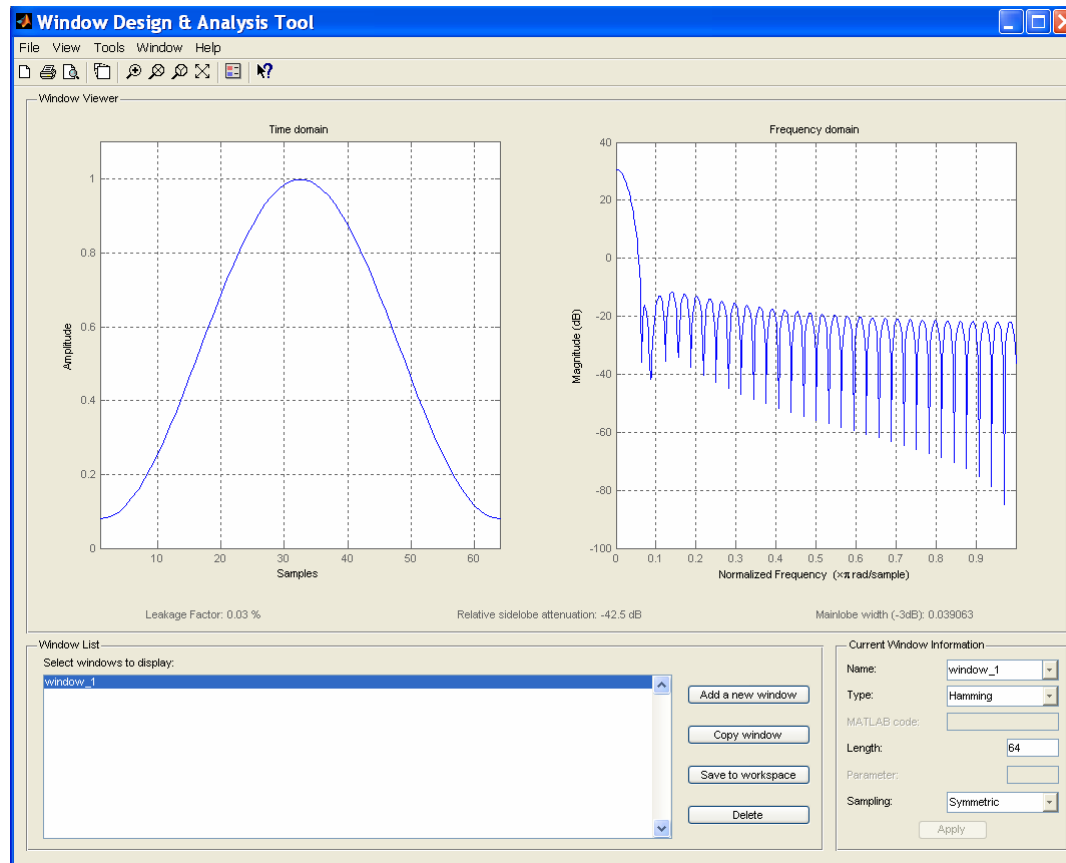 Window Design & Analysis Tool
File View Tools Window Help
Window Viewer
Time domain
Frequency domain
Amplitude
1
0.8
0.6
0.4
0.2
0
10 20 30 40 50 60
Samples
Magnitude (dB)
40
20
0
-20
-40
-60
-80
-100
0 0.1 0.2 0.3 0.4 0.5 0.6 0.7 0.8 0.9
Normalized Frequency (×π rad/sample)
Leakage Factor: 0.03 %
Relative sidelobe attenuation: -42.5 dB
Mainlobe width (-3dB): 0.039063
Window List
Select windows to display:
window_1
Add a new window
Copy window
Save to workspace
Delete
Current Window Information
Name: window_1
Type: Hamming
MATLAB code:
Length: 64
Parameter:
Sampling: Symmetric
Apply